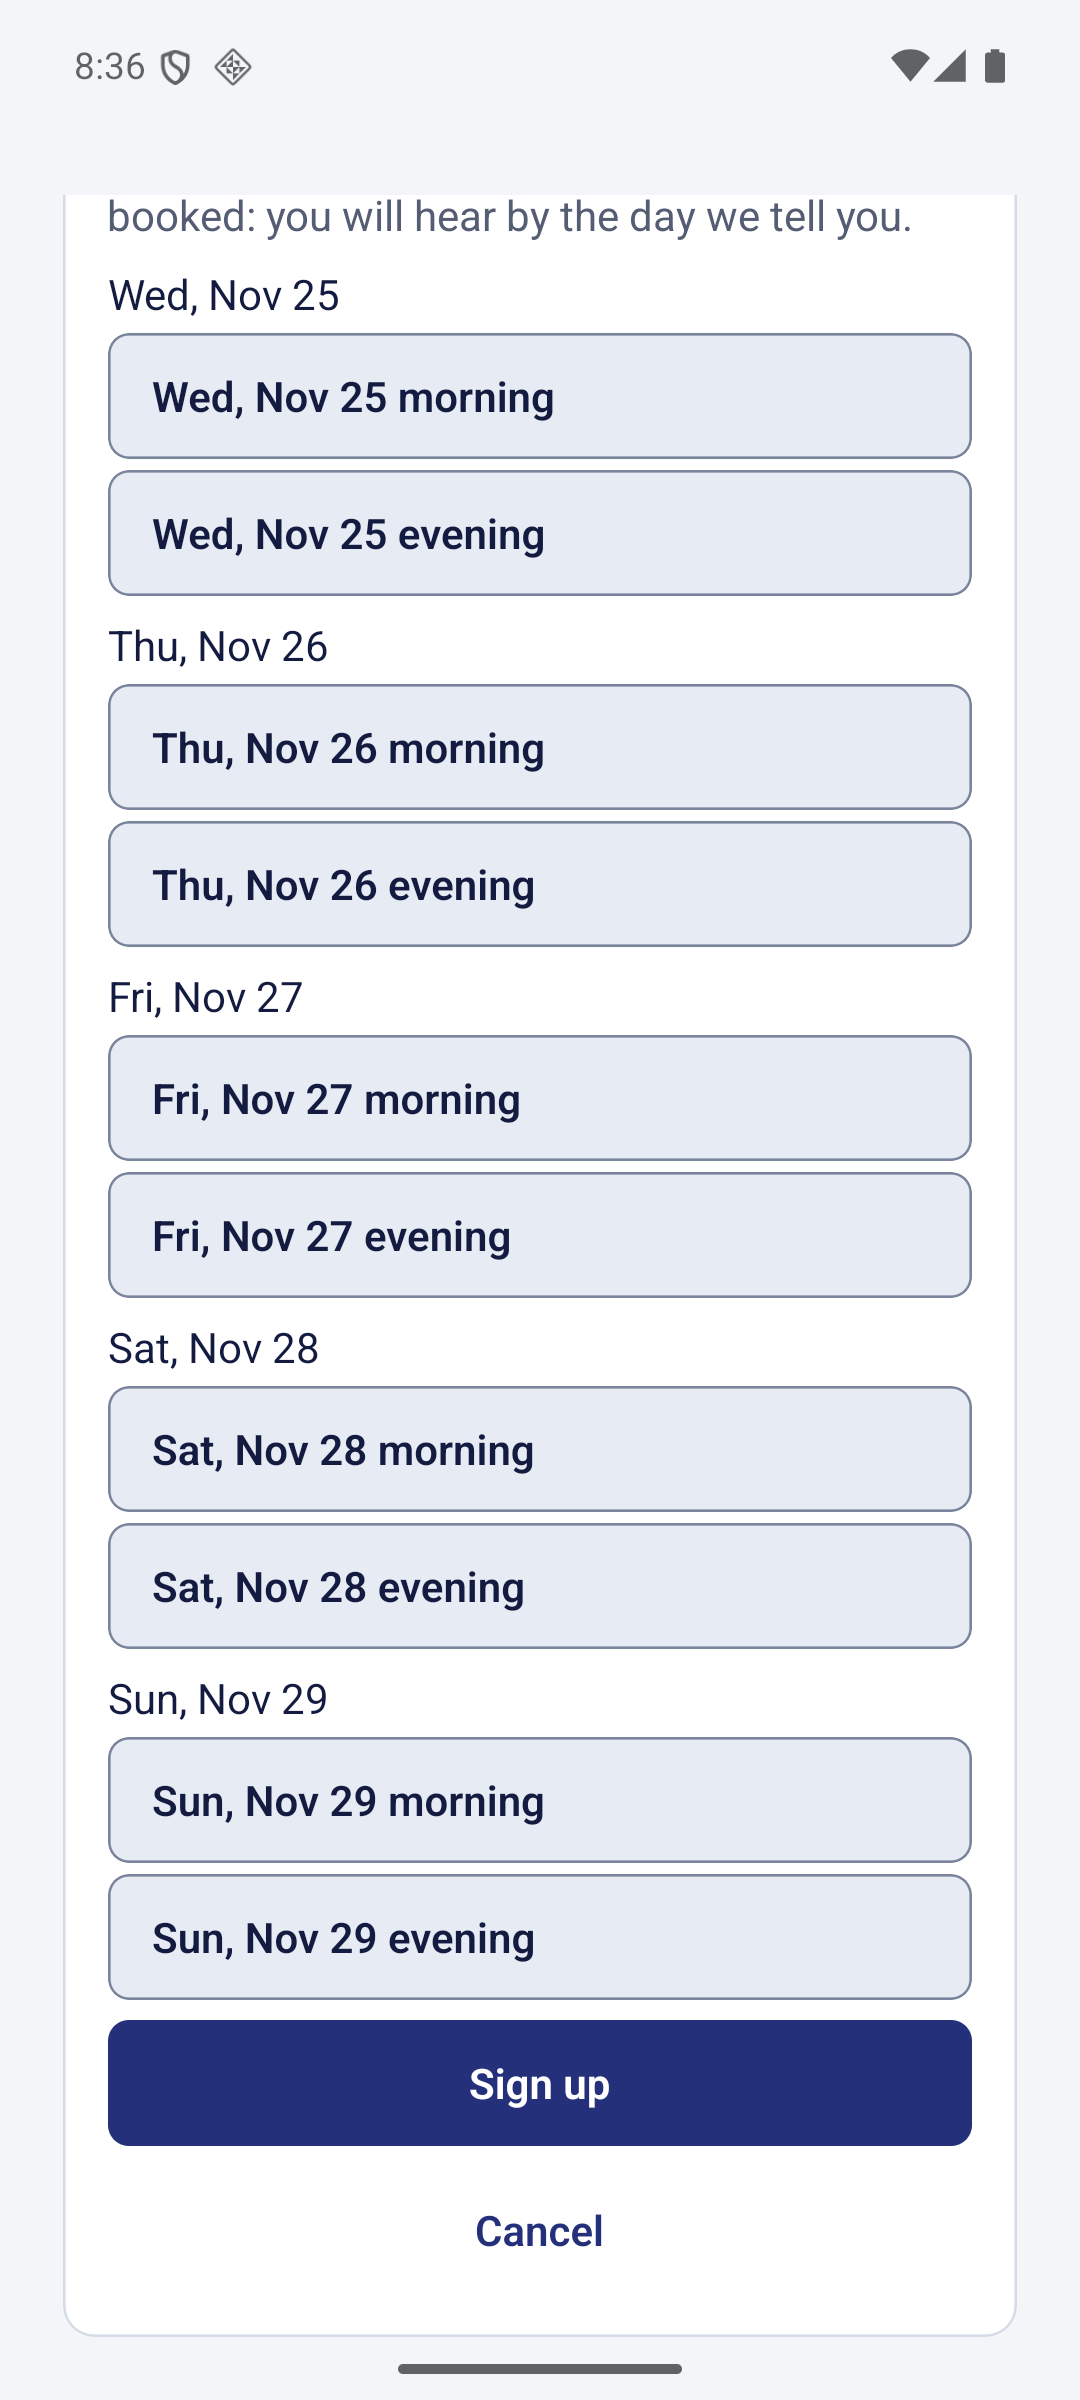 8:36
booked: you will hear by the day we tell you.
Wed, Nov 25
Wed, Nov 25 morning
Wed, Nov 25 evening
Thu, Nov 26
Thu, Nov 26 morning
Thu, Nov 26 evening
Fri, Nov 27
Fri, Nov 27 morning
Fri, Nov 27 evening
Sat, Nov 28
Sat, Nov 28 morning
Sat, Nov 28 evening
Sun, Nov 29
Sun, Nov 29 morning
Sun, Nov 29 evening
Sign up
Cancel